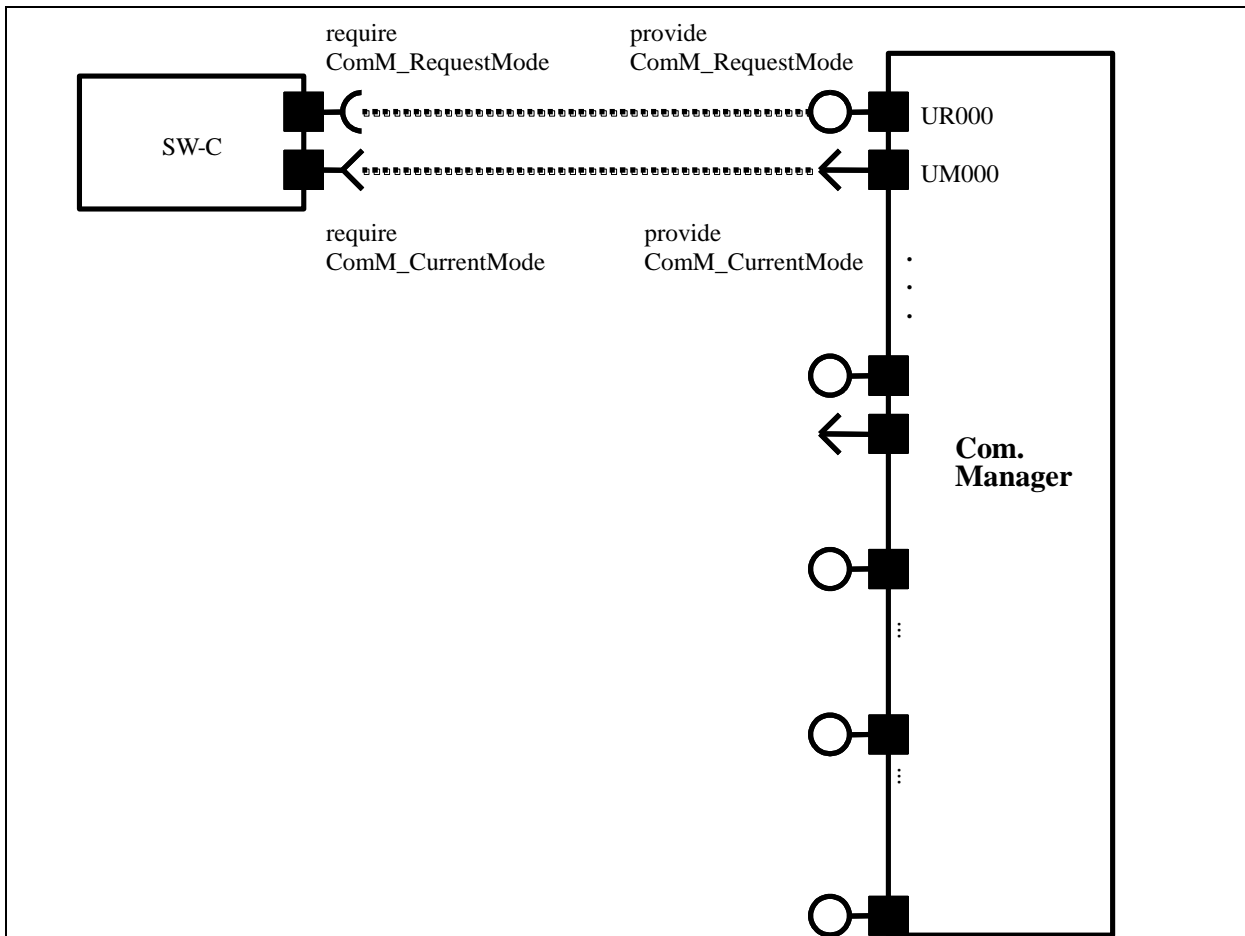 require
ComM_RequestMode
provide
ComM_RequestMode
SW-C
UR000
UM000
require
ComM_CurrentMode
provide
ComM_CurrentMode
.
.
.
Com.
Manager
...
...